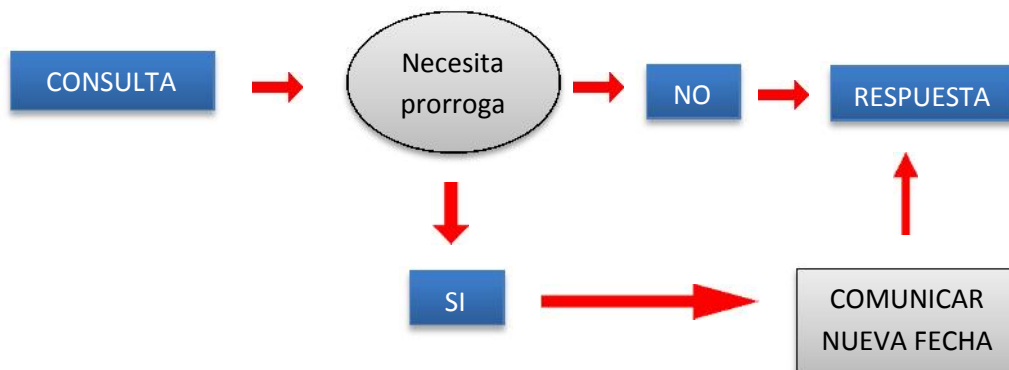 CONSULTA
Necesita
prorroga
NO
RESPUESTA
SI
COMUNICAR
NUEVA FECHA